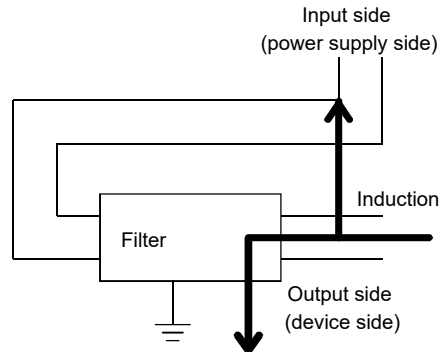 Input side
(power supply side)
Induction
Filter
Output side
(device side)